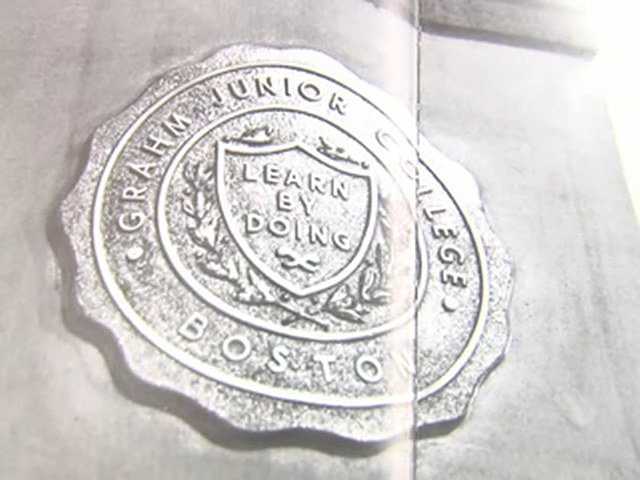 GRAHM JUNIOR COLLEGE
LEARN
BY
DOING
BOSTON